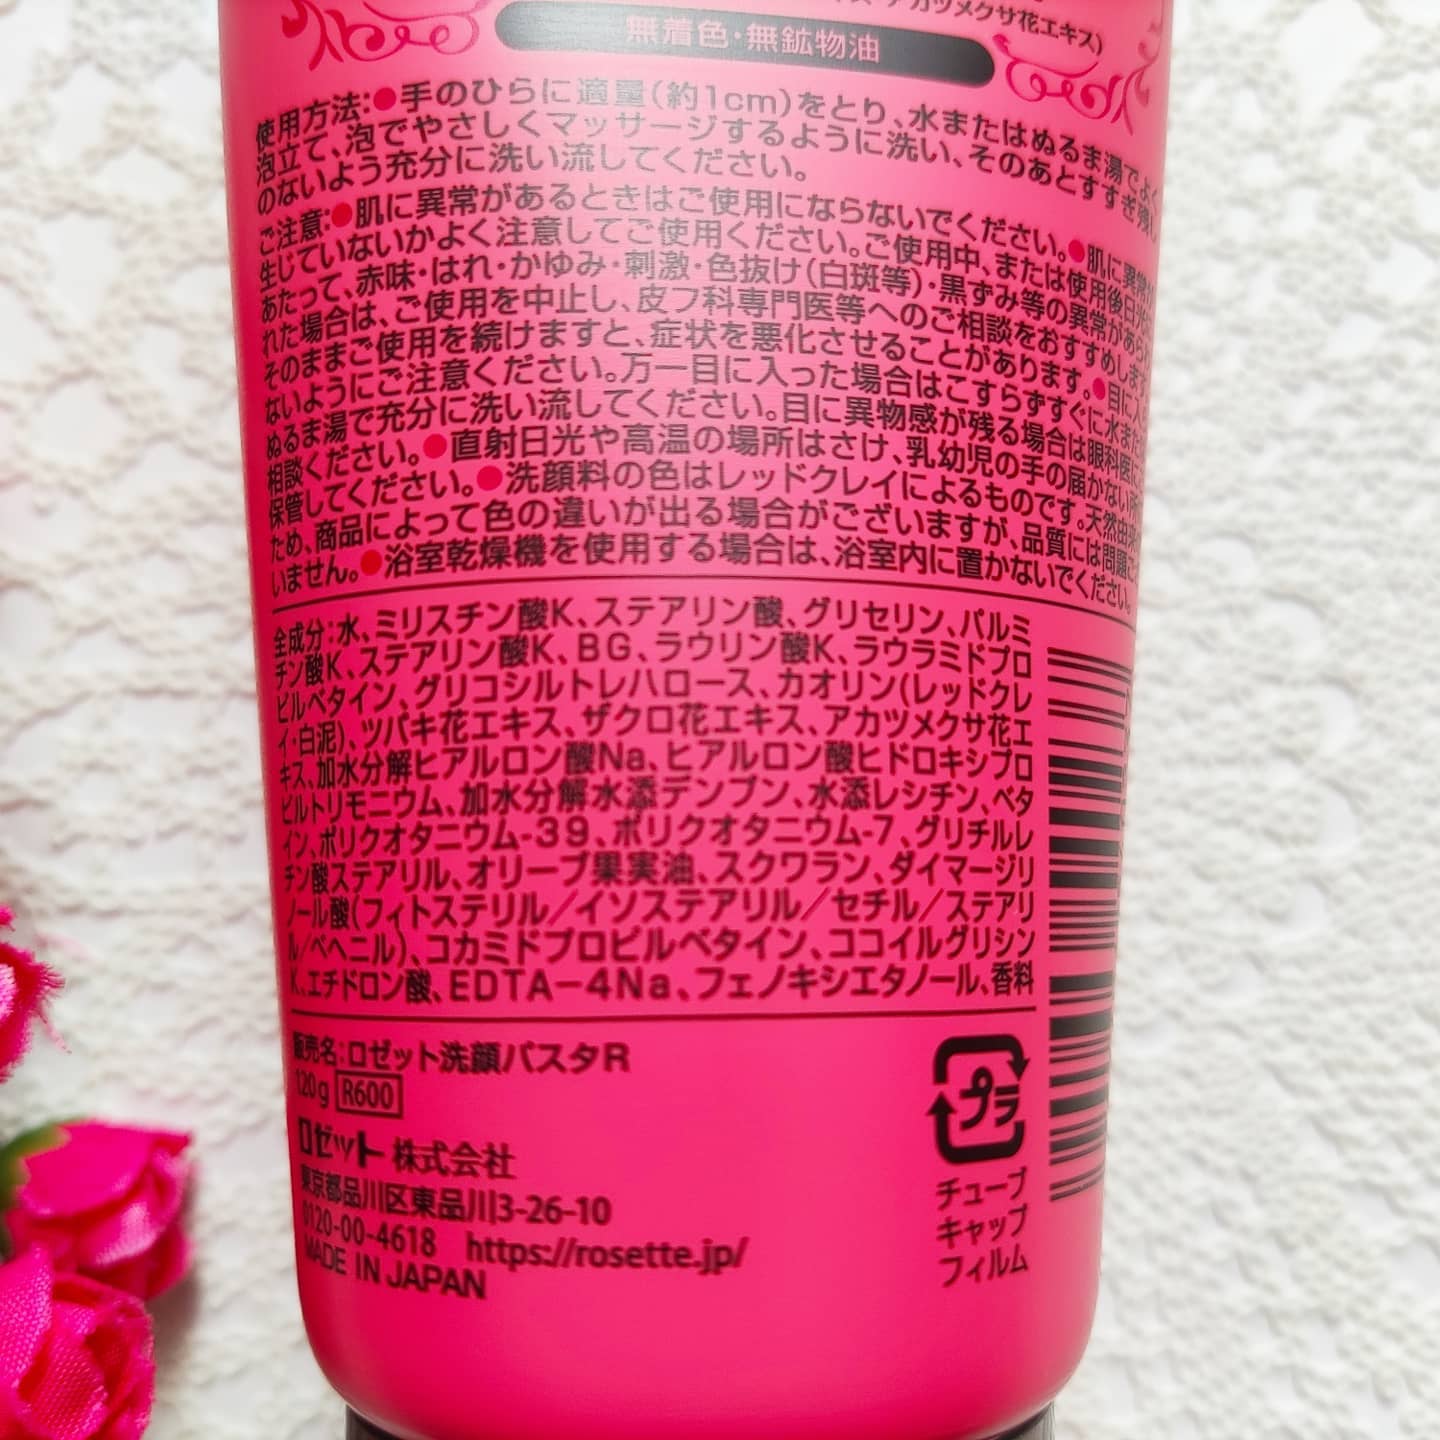 アカツメクサ花エキス)
無着色・無鉱物油
使用方法:●手のひらに適量(約1cm)をとり、水またはぬるま湯でよく
泡立て、泡でやさしくマッサージするように洗い、そのあとすすぎ残し
のないよう充分に洗い流してください。
ご注意:●肌に異常があるときはご使用にならないでください。●肌に異常が
生じていないかよく注意してご使用ください。ご使用中、または使用後日光に
あたって、赤味・はれ・かゆみ・刺激・色抜け(白斑等)・黒ずみ等の異常があらわ
れた場合は、ご使用を中止し、皮フ科専門医等へのご相談をおすすめします。
そのままご使用を続けますと、症状を悪化させることがあります。●目に入ら
ないようにご注意ください。万一目に入った場合はこすらずすぐに水または
ぬるま湯で充分に洗い流してください。目に異物感が残る場合は眼科医にご
相談ください。●直射日光や高温の場所はさけ、乳幼児の手の届かない所に
保管してください。●洗顔料の色はレッドクレイによるものです。天然由来の
ため、商品によって色の違いが出る場合がございますが、品質には問題ござ
いません。●浴室乾燥機を使用する場合は、浴室内に置かないでください。
全成分:水、ミリスチン酸K、ステアリン酸、グリセリン、パルミ
チン酸K、ステアリン酸K、BG、ラウリン酸K、ラウラミドプロ
ピルベタイン、グリコシルトレハロース、カオリン(レッドクレ
イ・白泥)、ツバキ花エキス、ザクロ花エキス、アカツメクサ花エ
キス、加水分解ヒアルロン酸Na、ヒアルロン酸ヒドロキシプロ
ピルトリモニウム、加水分解水添デンプン、水添レシチン、ベタ
イン、ポリクオタニウム-39、ポリクオタニウム-7、グリチルレ
チン酸ステアリル、オリーブ果実油、スクワラン、ダイマージリ
ノール酸(フィトステリル/イソステアリル/セチル/ステアリ
ル/ベヘニル)、コカミドプロピルベタイン、ココイルグリシン
K、エチドロン酸、EDTA-4Na、フェノキシエタノール、香料
販売名:ロゼット洗顔パスタR
120g R600
ロゼット 株式会社
東京都品川区東品川3-26-10
0120-00-4618 https://rosette.jp/
MADE IN JAPAN
プラ
チューブ
キャップ
フィルム